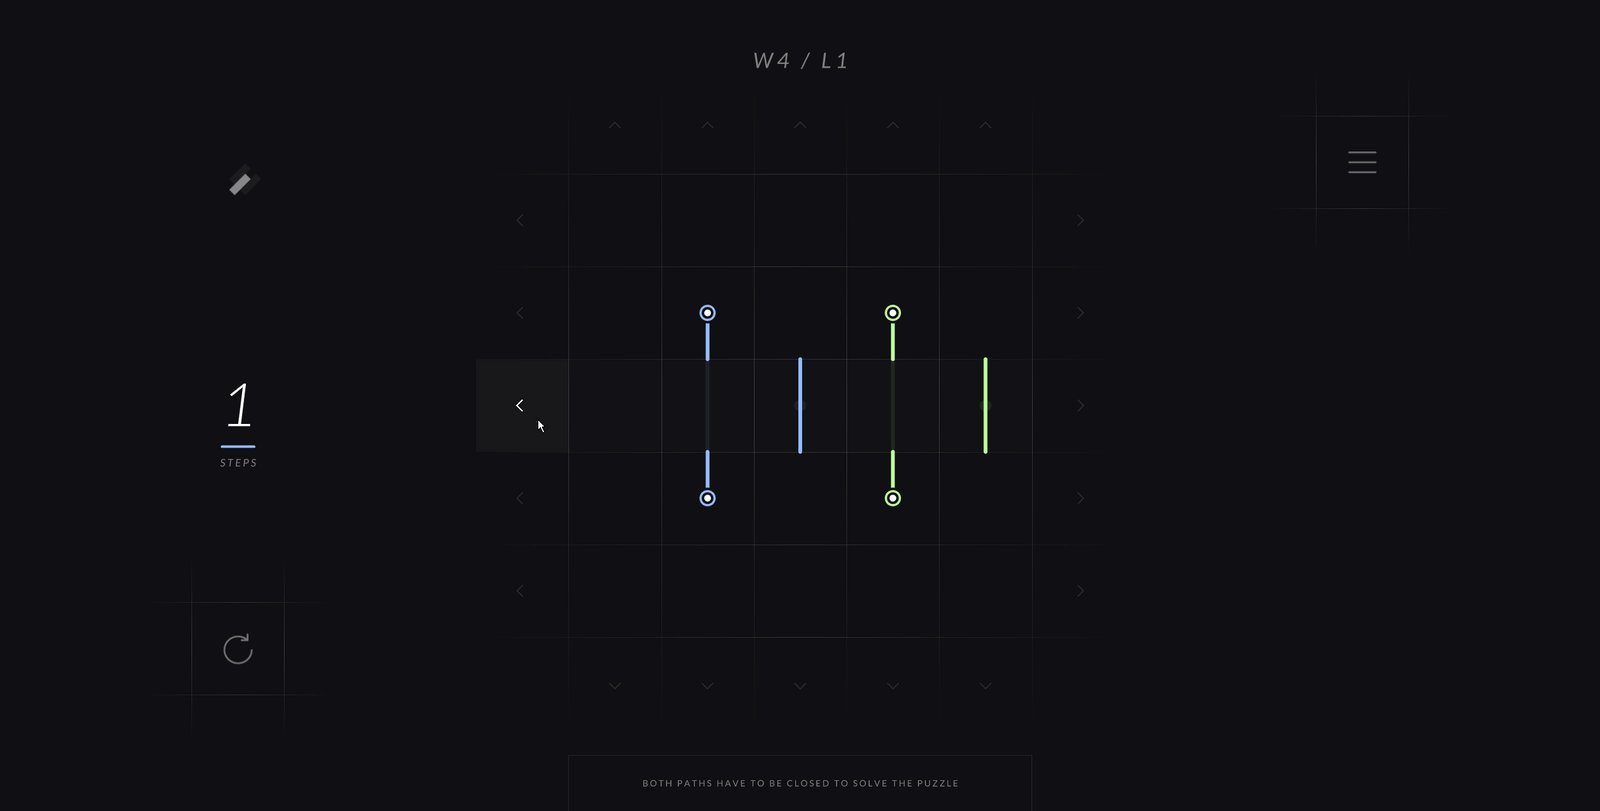 W4 / L1
1
STEPS
BOTH PATHS HAVE TO BE CLOSED TO SOLVE THE PUZZLE